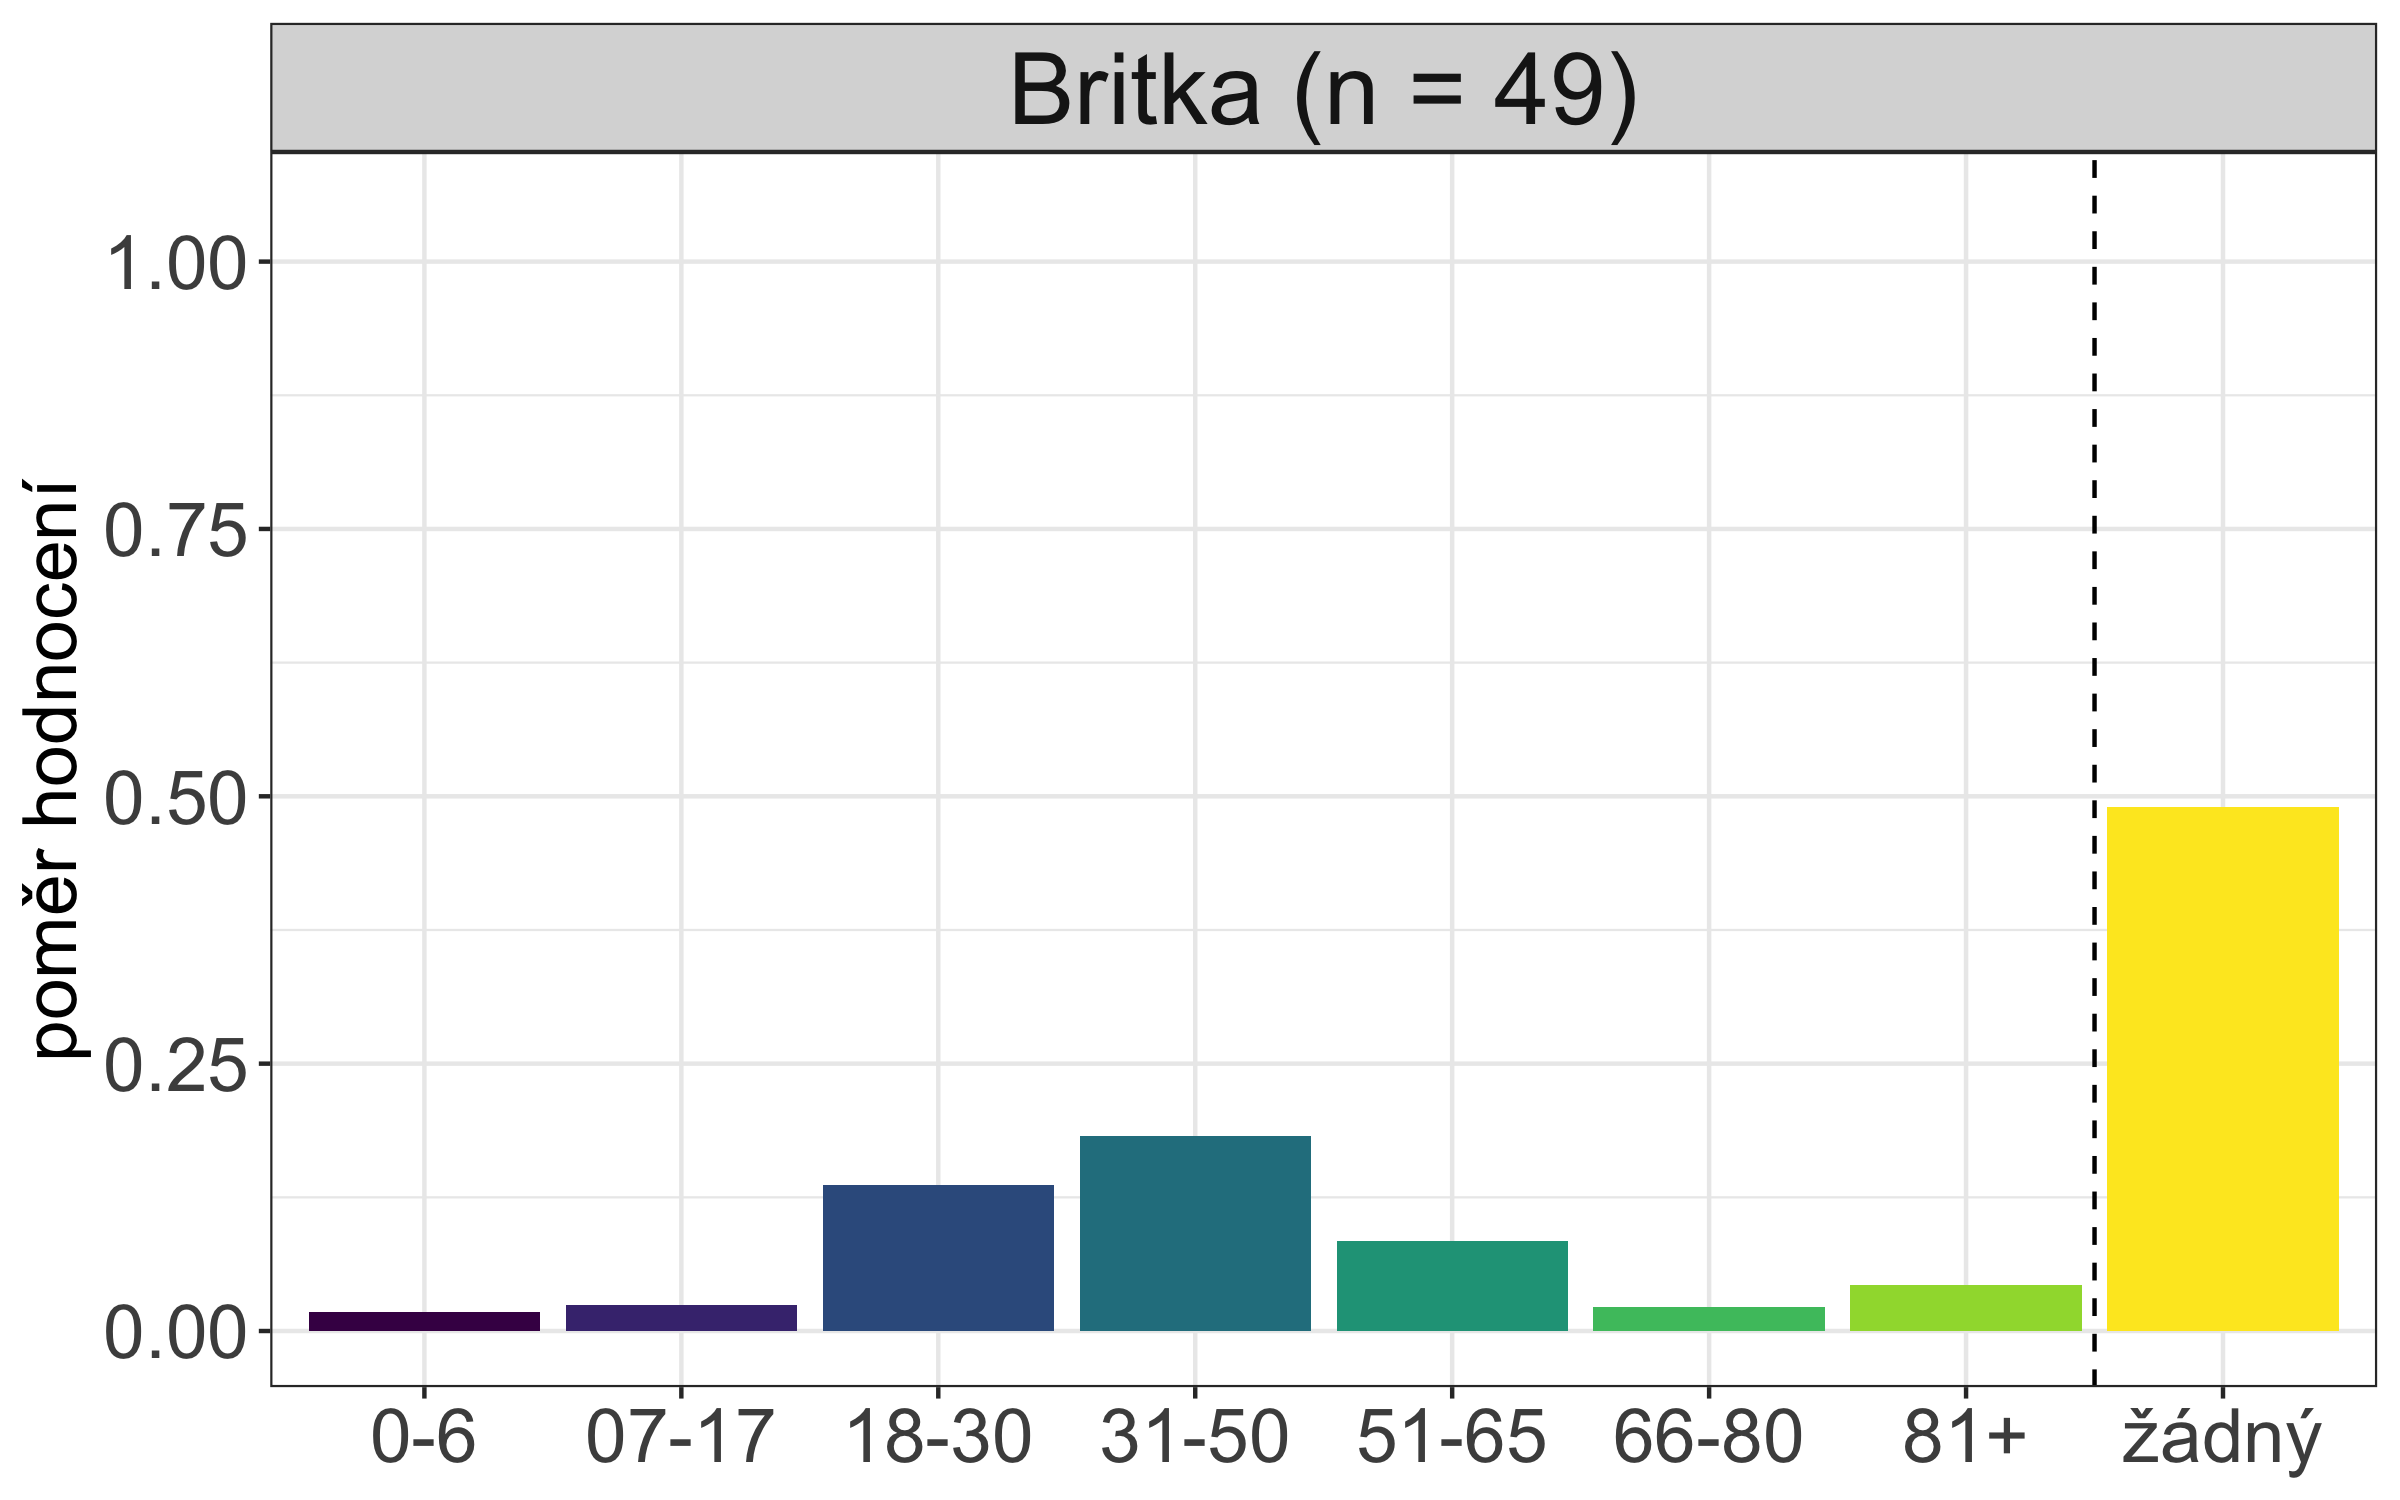 Britka (n = 49)
poměr hodnocení
1.00
0.75
0.50
0.25
0.00
0-6 07-17 18-30 31-50 51-65 66-80 81+ žádný